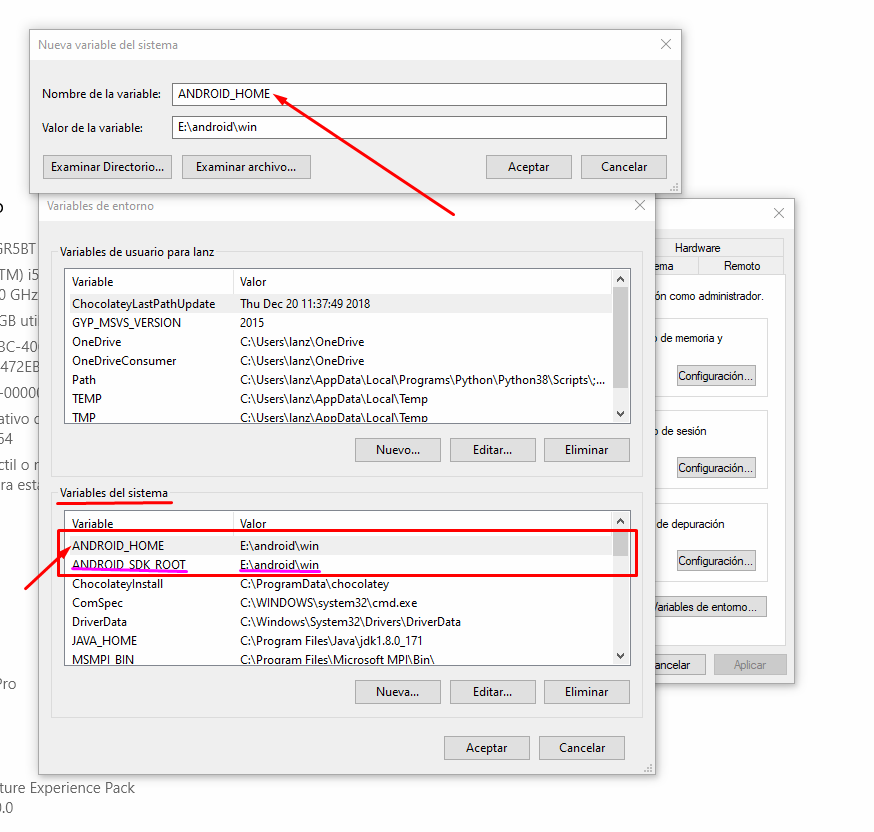 Nueva variable del sistema
Nombre de la variable: ANDROID_HOME
Valor de la variable: E:\android\win
Examinar Directorio... Examinar archivo... Aceptar Cancelar
Variables de entorno
Variables de usuario para lanz
Variable Valor
ChocolateyLastPathUpdate Thu Dec 20 11:37:49 2018
GYP_MSVS_VERSION 2015
OneDrive C:\Users\lanz\OneDrive
OneDriveConsumer C:\Users\lanz\OneDrive
Path C:\Users\lanz\AppData\Local\Programs\Python\Python38\Scripts\;...
TEMP C:\Users\lanz\AppData\Local\Temp
TMP C:\Users\lanz\AppData\Local\Temp
Nuevo... Editar... Eliminar
Variables del sistema
Variable Valor
ANDROID_HOME E:\android\win
ANDROID_SDK_ROOT E:\android\win
ChocolateyInstall C:\ProgramData\chocolatey
ComSpec C:\WINDOWS\system32\cmd.exe
DriverData C:\Windows\System32\Drivers\DriverData
JAVA_HOME C:\Program Files\Java\jdk1.8.0_171
MSMPI_BIN C:\Program Files\Microsoft MPI\Bin\
Nueva... Editar... Eliminar
Aceptar Cancelar
Hardware
ema Remoto
ón como administrador.
o de memoria y
Configuración...
o de sesión
Configuración...
de depuración
Configuración...
Variables de entorno...
ancelar Aplicar
GR5BT
TM) i5
0 GHz
GB uti
3C-40
472EB
-00000
ativo d
54
ctil o r
ra esta
Pro
ture Experience Pack
0.0